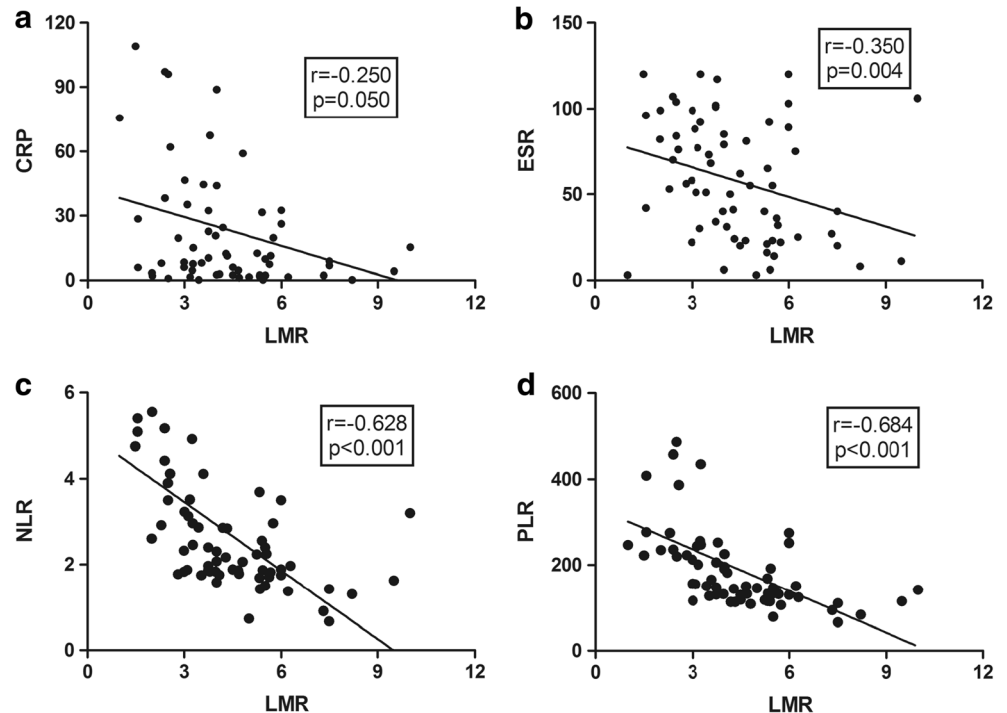 a
120
90
60
30
0
CRP
r=-0.250
p=0.050
0 3 6 9 12
LMR
b
150
100
50
0
ESR
r=-0.350
p=0.004
0 3 6 9 12
LMR
c
6
4
2
0
NLR
r=-0.628
p<0.001
0 3 6 9 12
LMR
d
600
400
200
0
PLR
r=-0.684
p<0.001
0 3 6 9 12
LMR